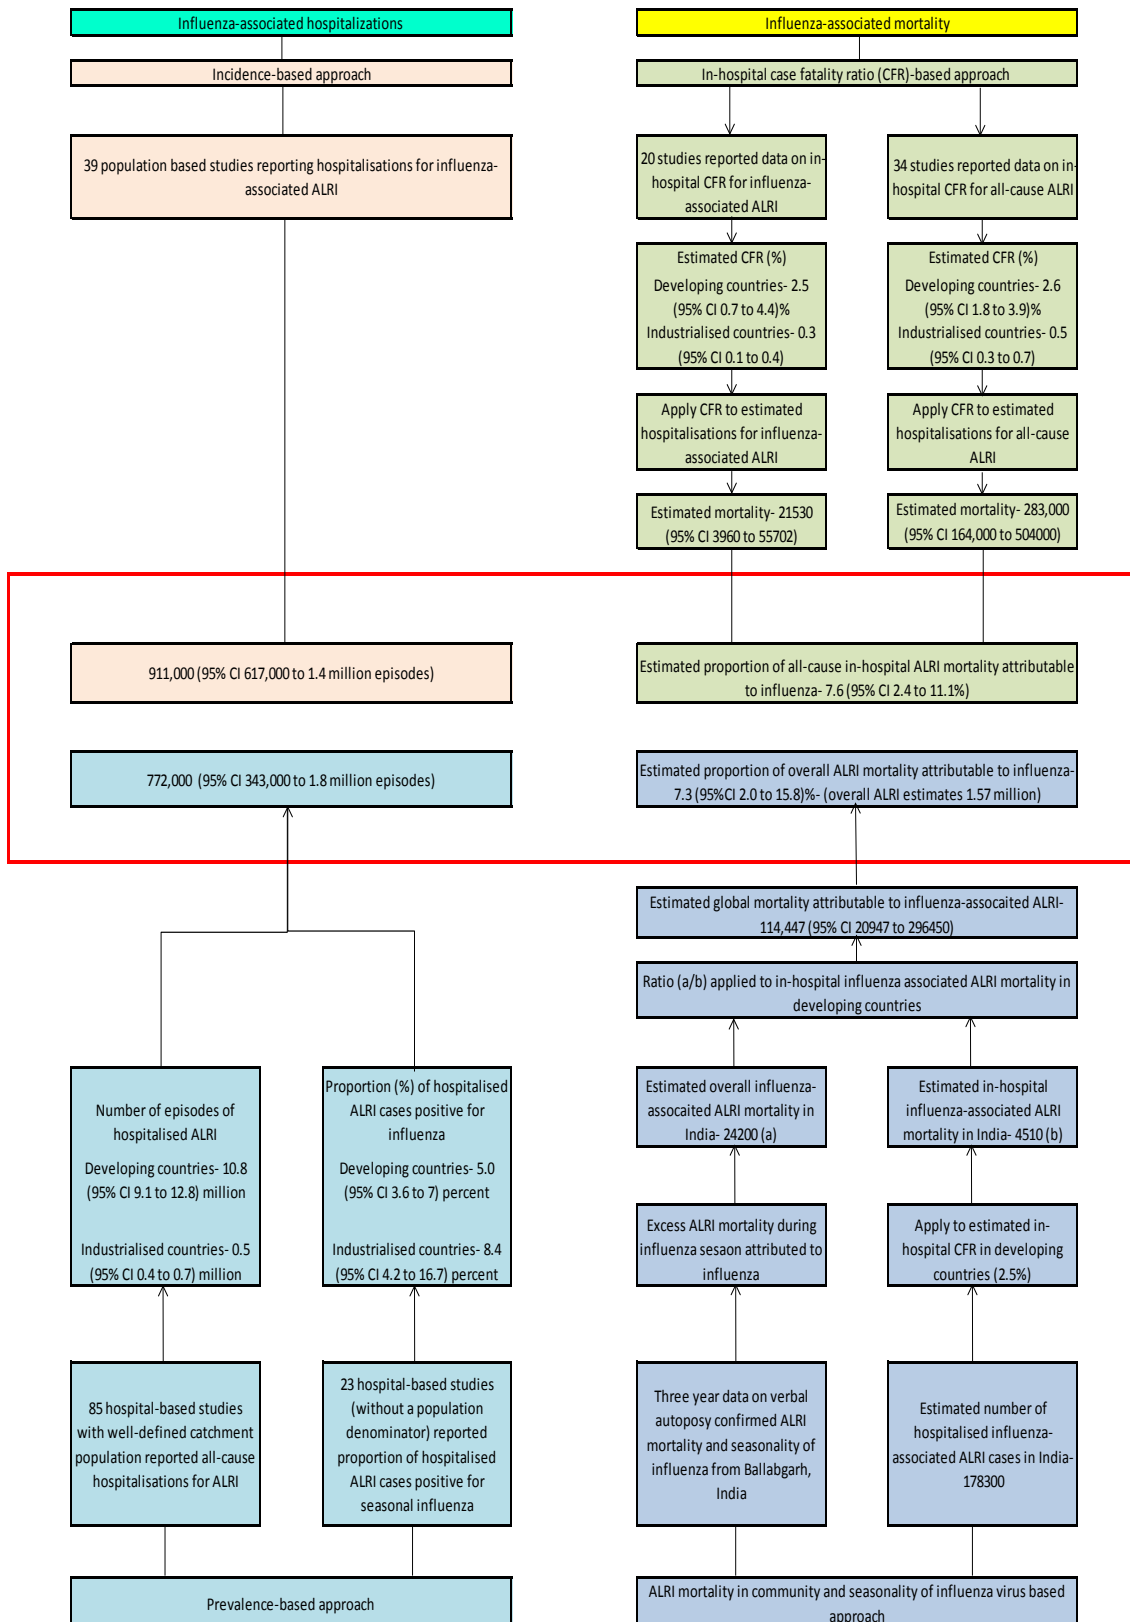 Influenza-associated hospitalizations
Incidence-based approach
39 population based studies reporting hospitalisations for influenza-
associated ALRI
911,000 (95% CI 617,000 to 1.4 million episodes)
772,000 (95% CI 343,000 to 1.8 million episodes)
Number of episodes of
hospitalised ALRI
Developing countries- 10.8
(95% CI 9.1 to 12.8) million
Industrialised countries- 0.5
(95% CI 0.4 to 0.7) million
Proportion (%) of hospitalised
ALRI cases positive for
influenza
Developing countries- 5.0
(95% CI 3.6 to 7) percent
Industrialised countries- 8.4
(95% CI 4.2 to 16.7) percent
85 hospital-based studies
with well-defined catchment
population reported all-cause
hospitalisations for ALRI
23 hospital-based studies
(without a population
denominator) reported
proportion of hospitalised
ALRI cases positive for
seasonal influenza
Prevalence-based approach
Influenza-associated mortality
In-hospital case fatality ratio (CFR)-based approach
20 studies reported data on in-
hospital CFR for influenza-
associated ALRI
34 studies reported data on in-
hospital CFR for all-cause ALRI
Estimated CFR (%)
Developing countries- 2.5
(95% CI 0.7 to 4.4)%
Industrialised countries- 0.3
(95% CI 0.1 to 0.4)
Estimated CFR (%)
Developing countries- 2.6
(95% CI 1.8 to 3.9)%
Industrialised countries- 0.5
(95% CI 0.3 to 0.7)
Apply CFR to estimated
hospitalisations for influenza-
associated ALRI
Apply CFR to estimated
hospitalisations for all-cause
ALRI
Estimated mortality- 21530
(95% CI 3960 to 55702)
Estimated mortality- 283,000
(95% CI 164,000 to 504000)
Estimated proportion of all-cause in-hospital ALRI mortality attributable
to influenza- 7.6 (95% CI 2.4 to 11.1%)
Estimated proportion of overall ALRI mortality attributable to influenza-
7.3 (95%CI 2.0 to 15.8)%- (overall ALRI estimates 1.57 million)
Estimated global mortality attributable to influenza-assocaited ALRI-
114,447 (95% CI 20947 to 296450)
Ratio (a/b) applied to in-hospital influenza associated ALRI mortality in
developing countries
Estimated overall influenza-
assocaited ALRI mortality in
India- 24200 (a)
Estimated in-hospital
influenza-associated ALRI
mortality in India- 4510 (b)
Excess ALRI mortality during
influenza sesaon attributed to
influenza
Apply to estimated in-
hospital CFR in developing
countries (2.5%)
Three year data on verbal
autoposy confirmed ALRI
mortality and seasonality of
influenza from Ballabgarh,
India
Estimated number of
hospitalised influenza-
associated ALRI cases in India-
178300
ALRI mortality in community and seasonality of influenza virus based
approach